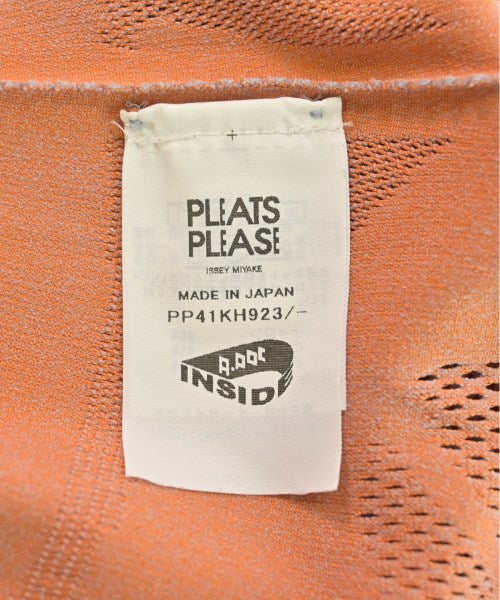 PLEATS
PLEASE
ISSEY MIYAKE
MADE IN JAPAN
PP41KH923/-
A.POC
INSIDE